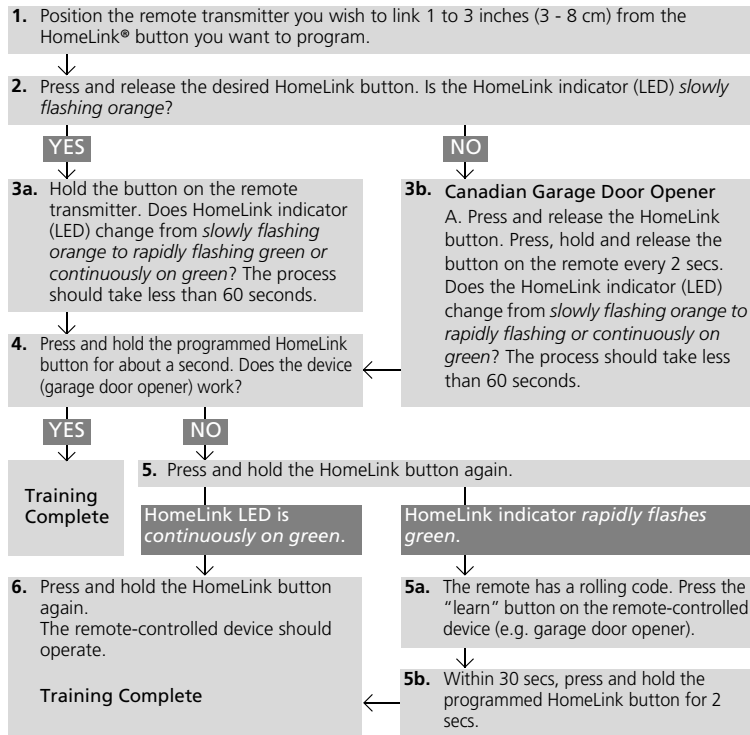 1. Position the remote transmitter you wish to link 1 to 3 inches (3 - 8 cm) from the
HomeLink® button you want to program.
2. Press and release the desired HomeLink button. Is the HomeLink indicator (LED) slowly
flashing orange?
YES
NO
3a. Hold the button on the remote
transmitter. Does HomeLink indicator
(LED) change from slowly flashing
orange to rapidly flashing green or
continuously on green? The process
should take less than 60 seconds.
3b. Canadian Garage Door Opener
A. Press and release the HomeLink
button. Press, hold and release the
button on the remote every 2 secs.
Does the HomeLink indicator (LED)
change from slowly flashing orange to
rapidly flashing or continuously on
green? The process should take less
than 60 seconds.
4. Press and hold the programmed HomeLink
button for about a second. Does the device
(garage door opener) work?
YES
NO
Training
Complete
5. Press and hold the HomeLink button again.
HomeLink LED is
continuously on green.
HomeLink indicator rapidly flashes
green.
6. Press and hold the HomeLink button
again.
The remote-controlled device should
operate.
Training Complete
5a. The remote has a rolling code. Press the
“learn” button on the remote-controlled
device (e.g. garage door opener).
5b. Within 30 secs, press and hold the
programmed HomeLink button for 2
secs.